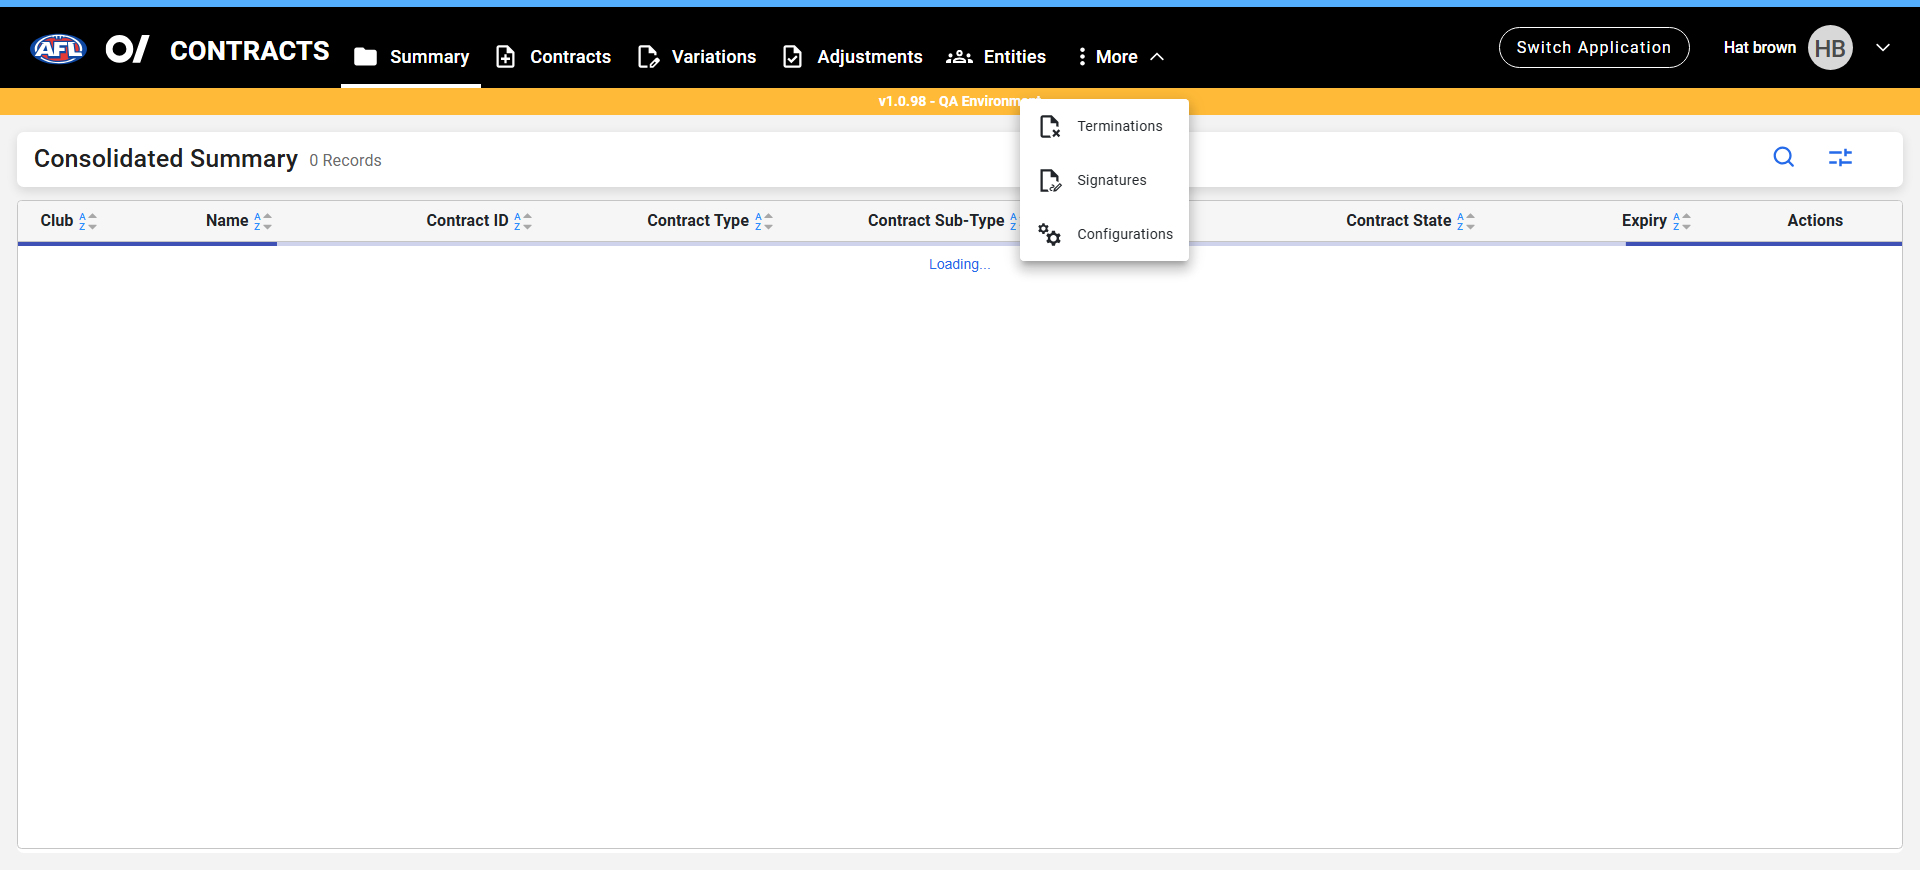 AFL O/ CONTRACTS Summary Contracts Variations Adjustments Entities More Switch Application Hat brown HB
v1.0.98 - QA Environment
Terminations
Signatures
Configurations
Consolidated Summary 0 Records
Club Name Contract ID Contract Type Contract Sub-Type Contract State Expiry Actions
Loading...